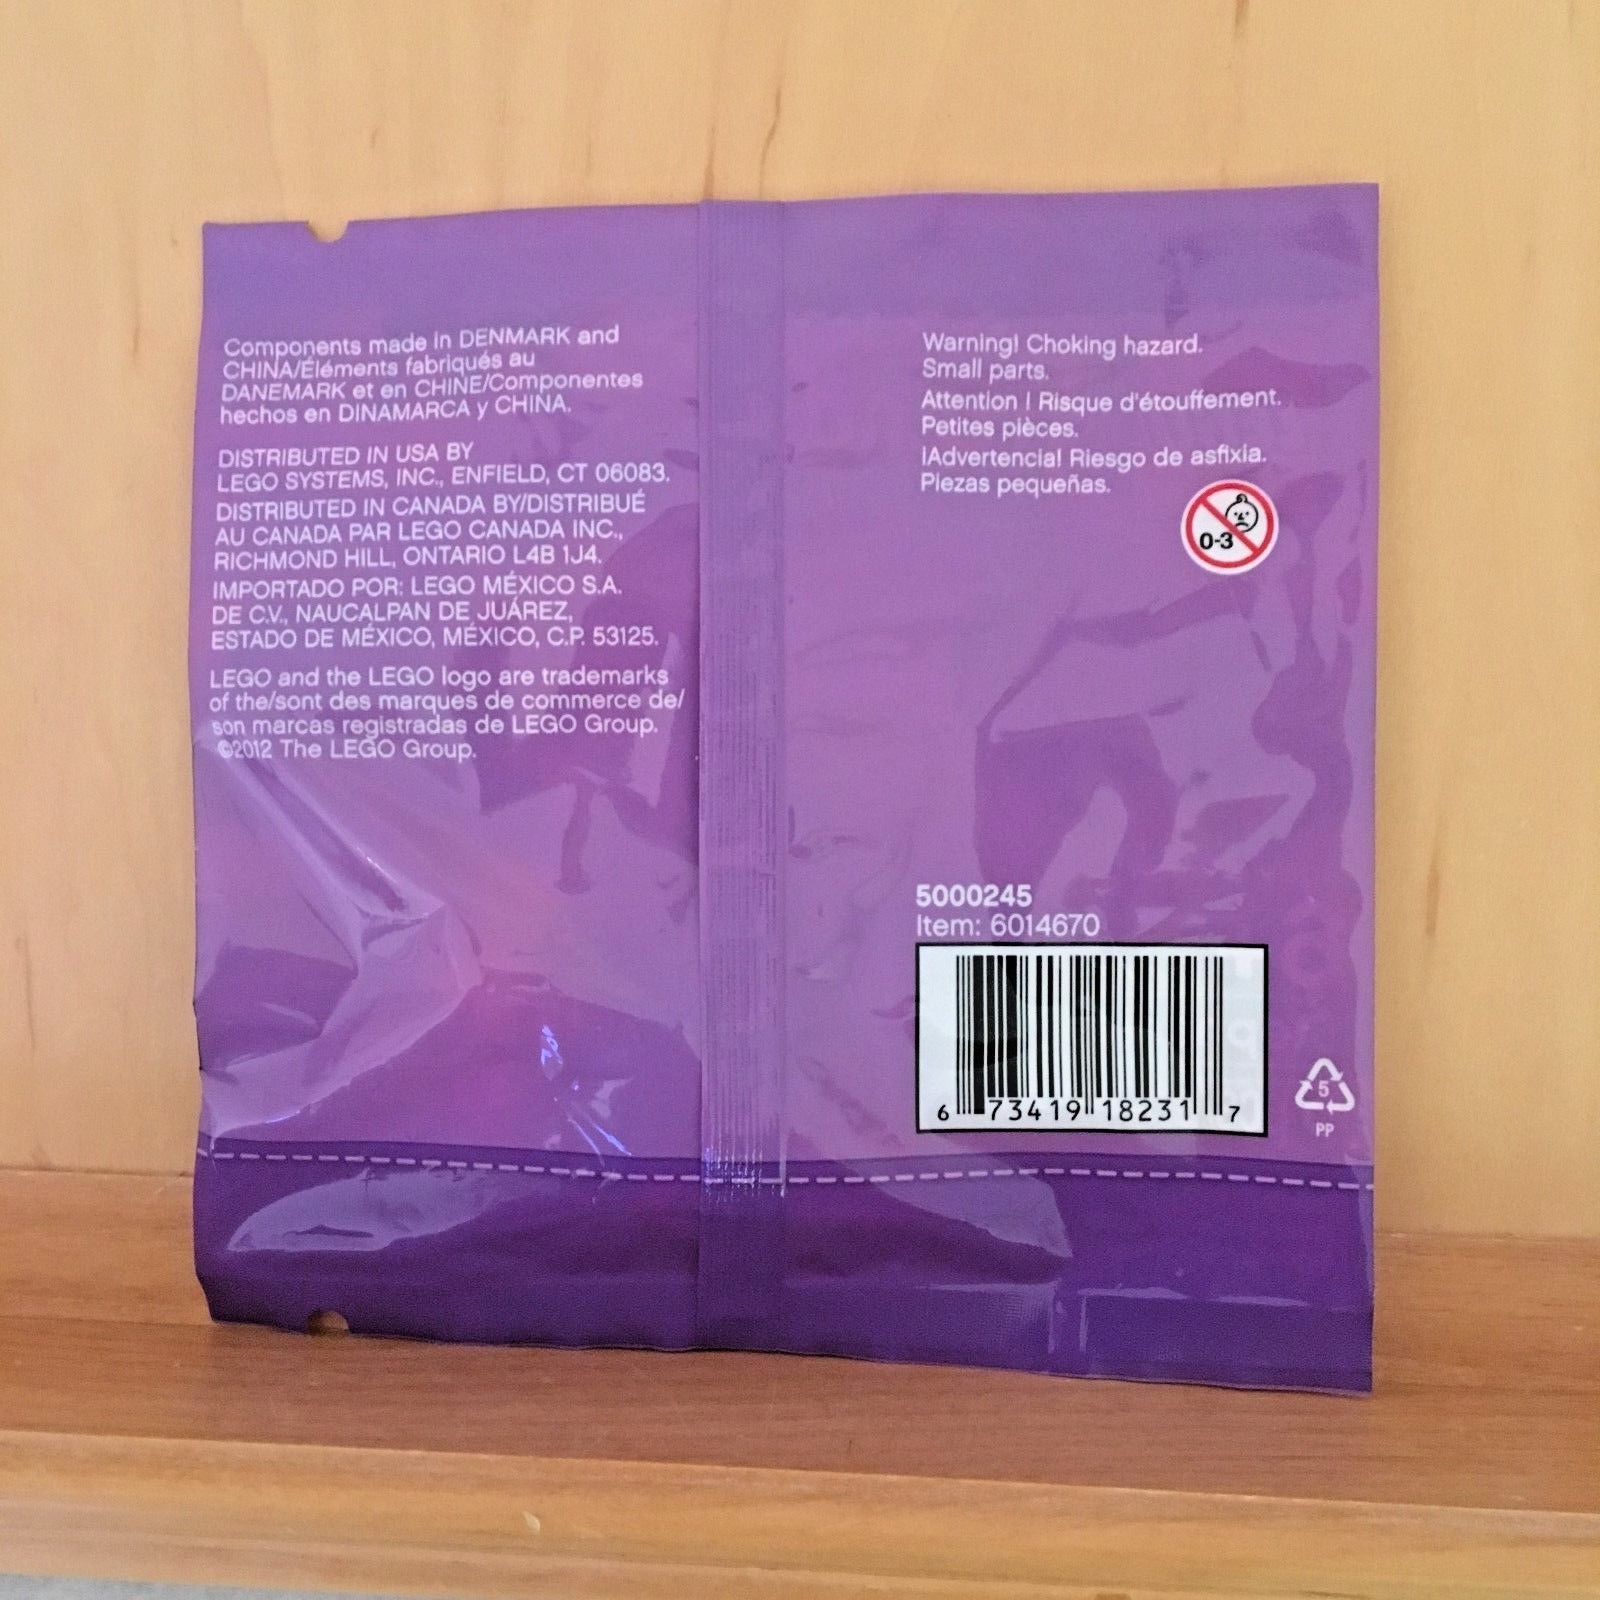 Components made in DENMARK and
CHINA/Éléments fabriqués au
DANEMARK et en CHINE/Componentes
hechos en DINAMARCA y CHINA.
DISTRIBUTED IN USA BY
LEGO SYSTEMS, INC., ENFIELD, CT 06083.
DISTRIBUTED IN CANADA BY/DISTRIBUÉ
AU CANADA PAR LEGO CANADA INC.,
RICHMOND HILL, ONTARIO L4B 1J4.
IMPORTADO POR: LEGO MÉXICO S.A.
DE C.V., NAUCALPAN DE JUÁREZ,
ESTADO DE MÉXICO, MÉXICO, C.P. 53125.
LEGO and the LEGO logo are trademarks
of the/sont des marques de commerce de/
son marcas registradas de LEGO Group.
©2012 The LEGO Group.
Warning! Choking hazard.
Small parts.
Attention ! Risque d'étouffement.
Petites pièces.
¡Advertencia! Riesgo de asfixia.
Piezas pequeñas.
0-3
5000245
Item: 6014670
6 73419 18231 7
5
PP